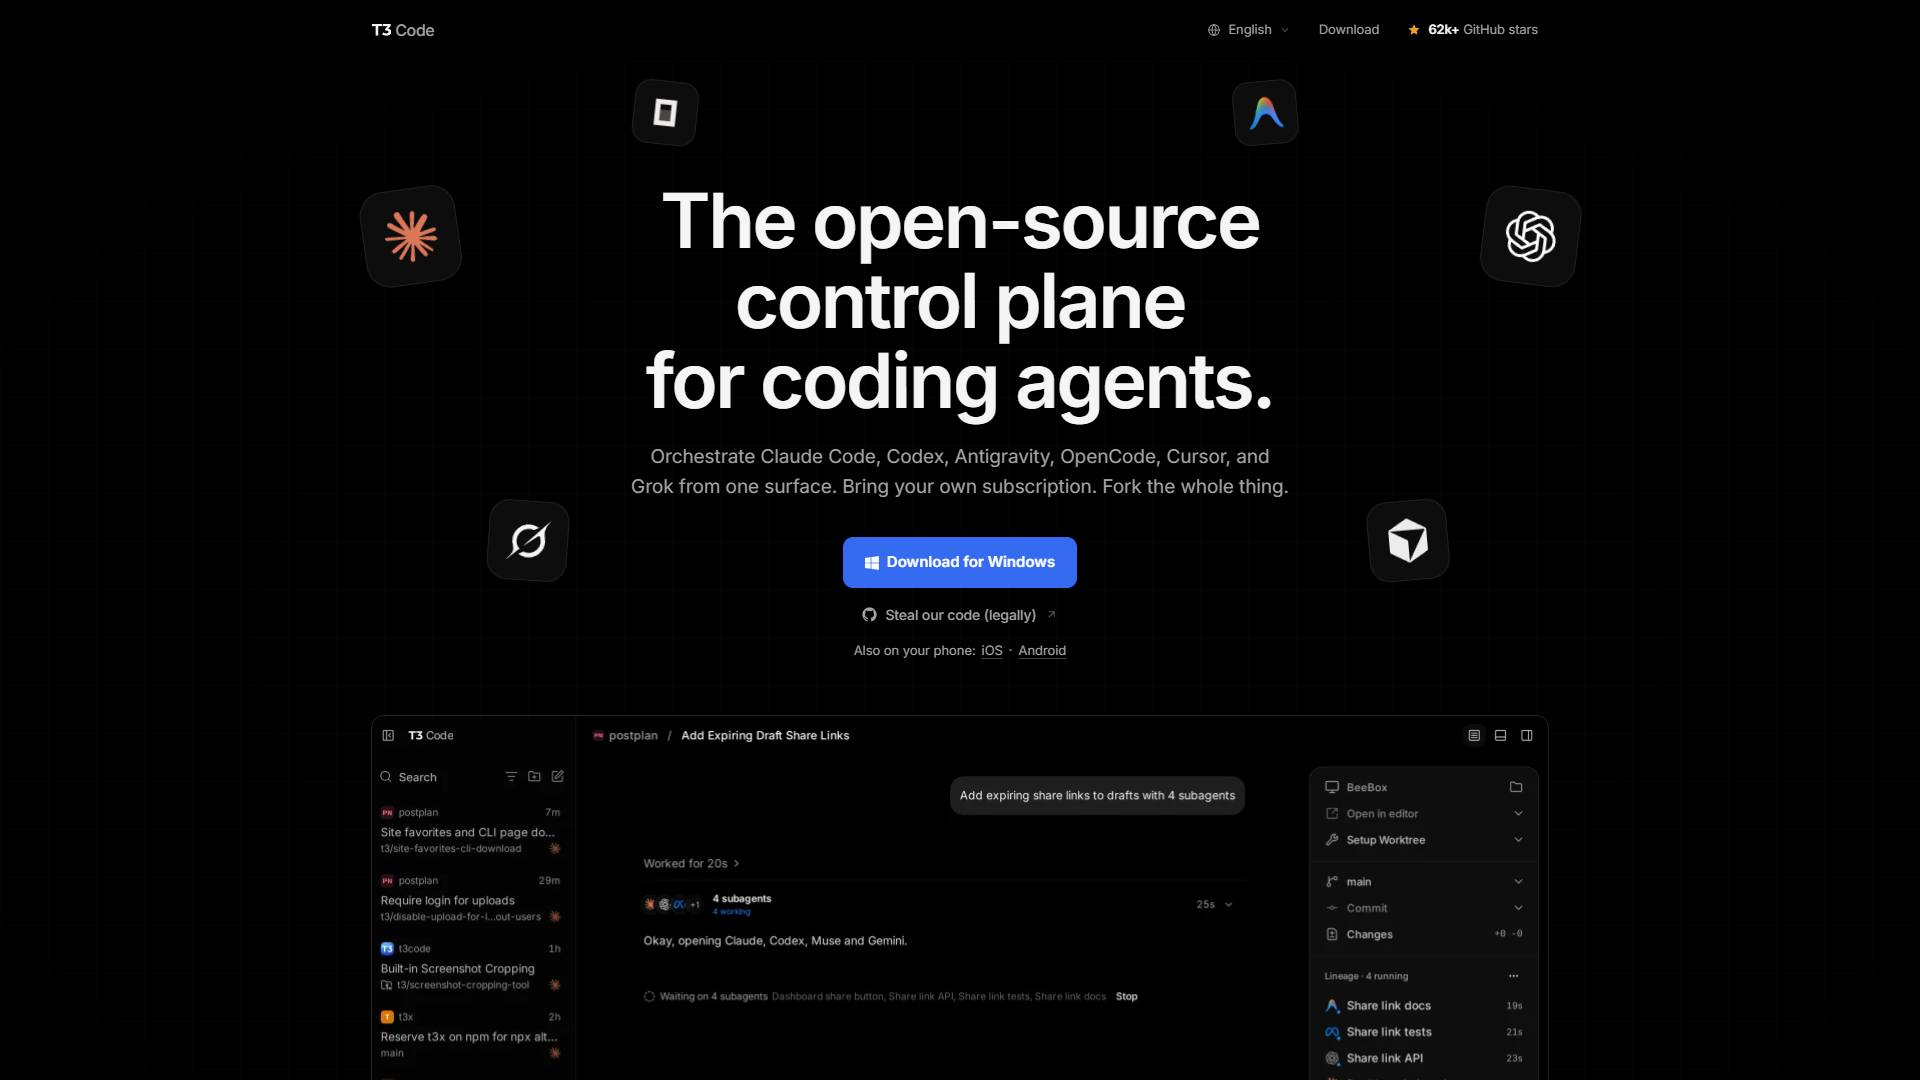 T3 Code
English
Download
62k+ GitHub stars
The open-source
control plane
for coding agents.
Orchestrate Claude Code, Codex, Antigravity, OpenCode, Cursor, and
Grok from one surface. Bring your own subscription. Fork the whole thing.
Download for Windows
Steal our code (legally)
Also on your phone: iOS · Android
T3 Code
Search
PN postplan 7m
Site favorites and CLI page do...
t3/site-favorites-cli-download
PN postplan 29m
Require login for uploads
t3/disable-upload-for-l...out-users
T3 t3code 1h
Built-in Screenshot Cropping
t3/screenshot-cropping-tool
T t3x 2h
Reserve t3x on npm for npx alt...
main
PN postplan / Add Expiring Draft Share Links
Add expiring share links to drafts with 4 subagents
Worked for 20s
+1 4 subagents 25s
4 working
Okay, opening Claude, Codex, Muse and Gemini.
Waiting on 4 subagents Dashboard share button, Share link API, Share link tests, Share link docs Stop
BeeBox
Open in editor
Setup Worktree
main
Commit
Changes +0 -0
Lineage · 4 running
Share link docs 19s
Share link tests 21s
Share link API 23s